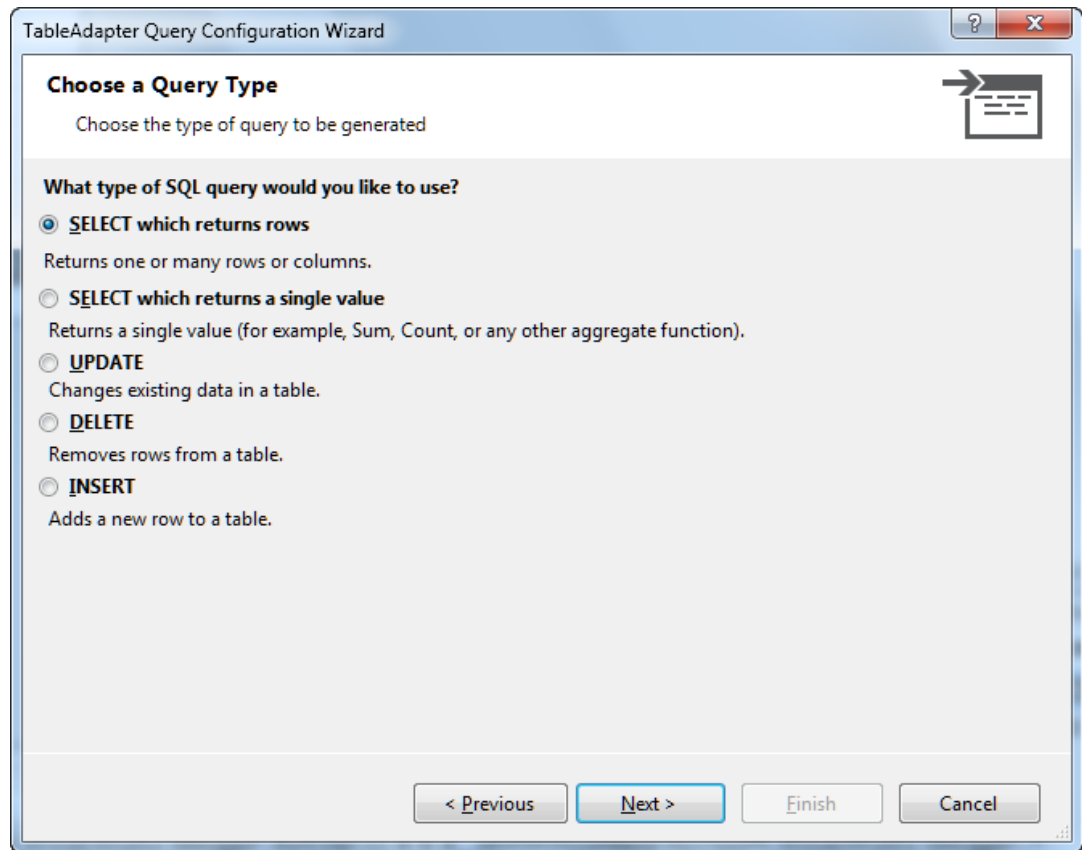 TableAdapter Query Configuration Wizard
? X
Choose a Query Type
Choose the type of query to be generated
What type of SQL query would you like to use?
SELECT which returns rows
Returns one or many rows or columns.
SELECT which returns a single value
Returns a single value (for example, Sum, Count, or any other aggregate function).
UPDATE
Changes existing data in a table.
DELETE
Removes rows from a table.
INSERT
Adds a new row to a table.
< Previous Next > Finish Cancel